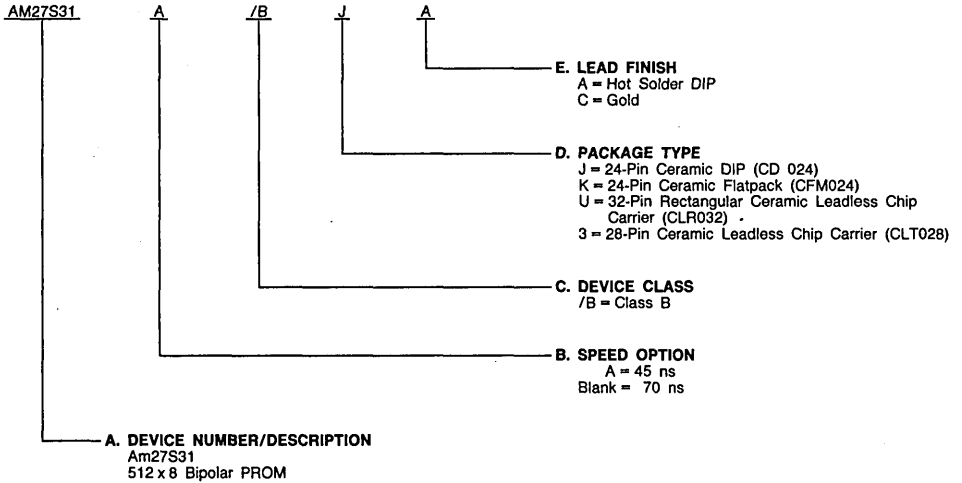 AM27S31 A /B J A
E. LEAD FINISH
A = Hot Solder DIP
C = Gold
D. PACKAGE TYPE
J = 24-Pin Ceramic DIP (CD 024)
K = 24-Pin Ceramic Flatpack (CFM024)
U = 32-Pin Rectangular Ceramic Leadless Chip
Carrier (CLR032)
3 = 28-Pin Ceramic Leadless Chip Carrier (CLT028)
C. DEVICE CLASS
/B = Class B
B. SPEED OPTION
A = 45 ns
Blank = 70 ns
A. DEVICE NUMBER/DESCRIPTION
Am27S31
512 x 8 Bipolar PROM